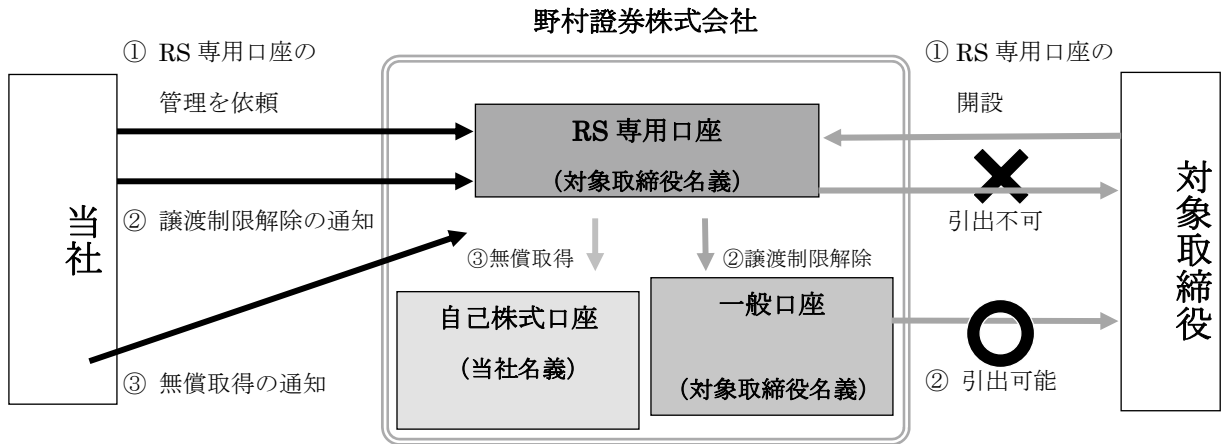 野村證券株式会社
① RS 専用口座の
管理を依頼
② 譲渡制限解除の通知
③ 無償取得の通知
当社
RS 専用口座
（対象取締役名義）
③無償取得
②譲渡制限解除
自己株式口座
（当社名義）
一般口座
（対象取締役名義）
① RS 専用口座の
開設
引出不可
② 引出可能
対象取締役